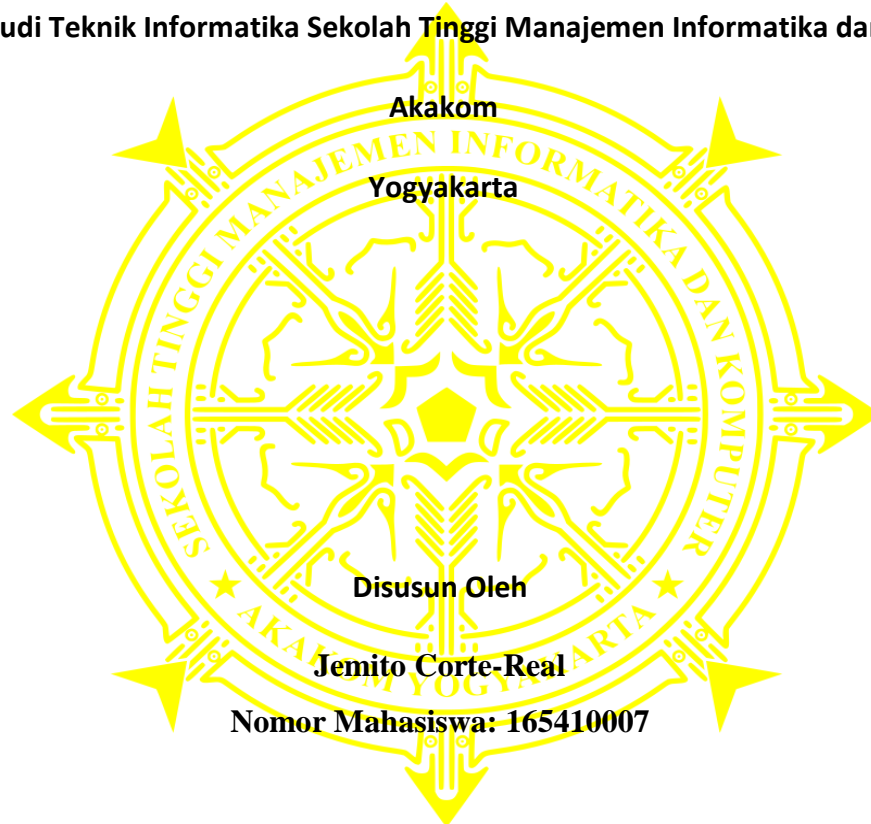 udi Teknik Informatika Sekolah Tinggi Manajemen Informatika da
Akakom
Yogyakarta
SEKOLAH TINGGI MANAJEMEN INFORMATIKA DAN KOMPUTER
★ AKAKOM YOGYAKARTA ★
Disusun Oleh
Jemito Corte-Real
Nomor Mahasiswa: 165410007